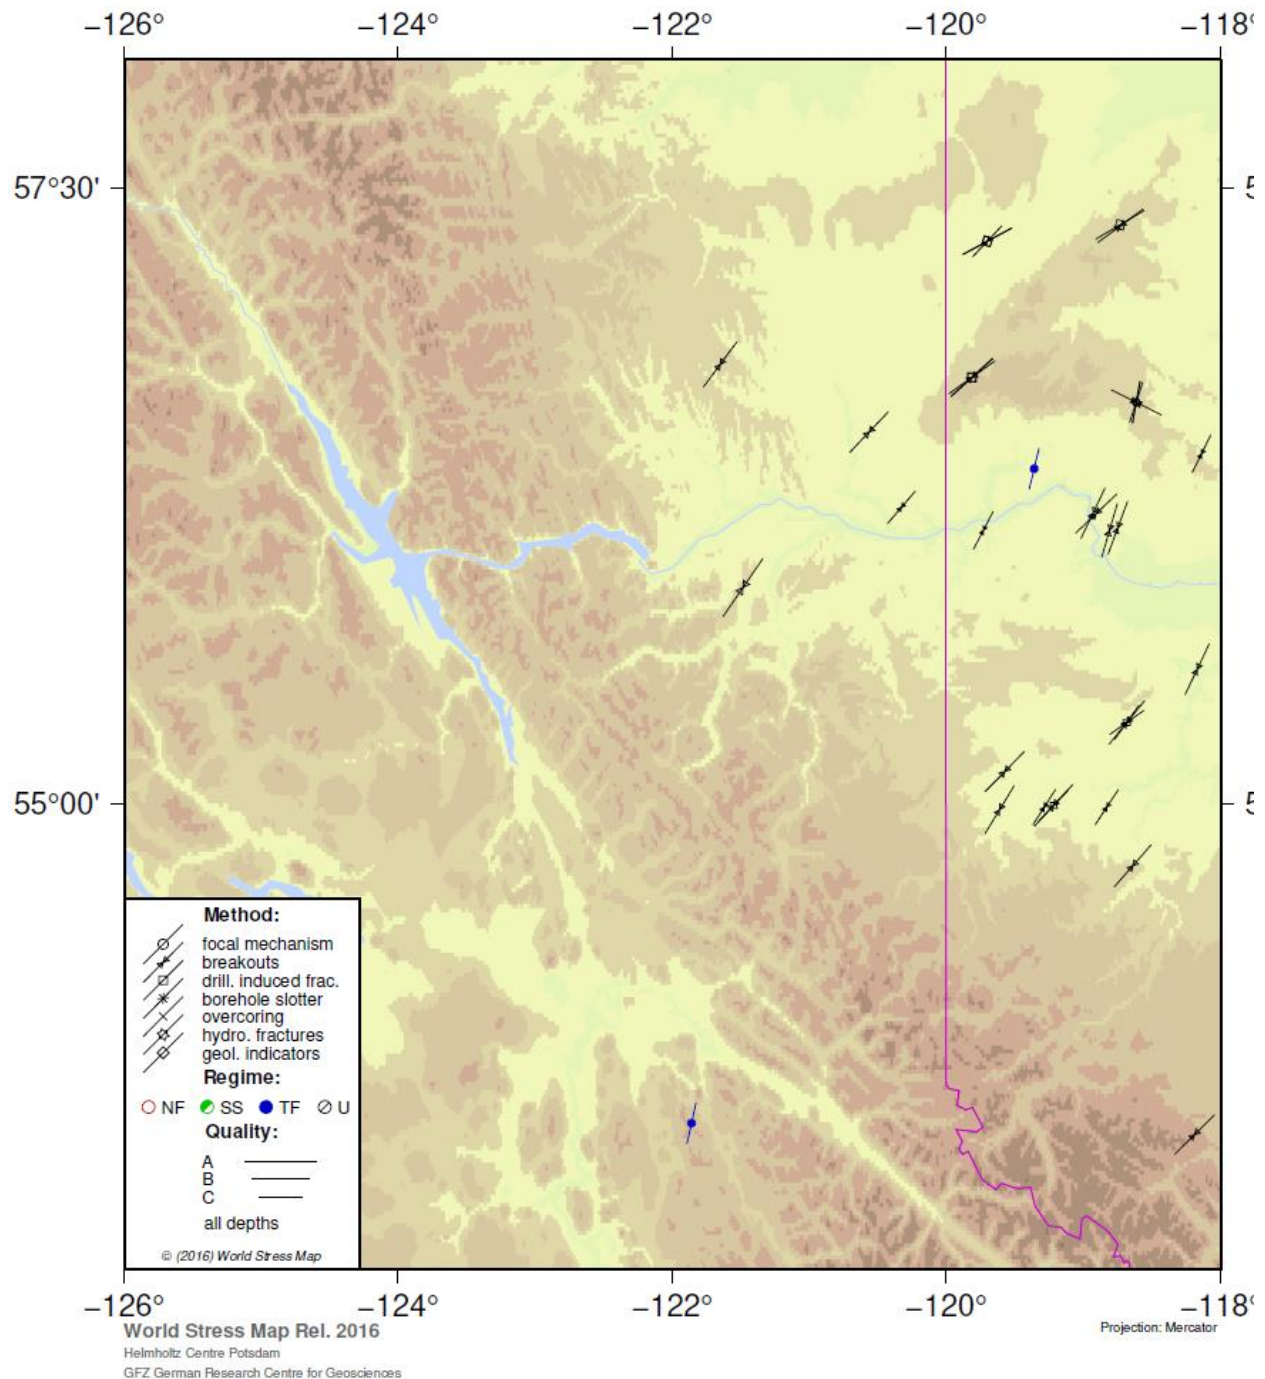 −126° −124° −122° −120° −118°
57°30' 5
55°00' 5
Method:
focal mechanism
breakouts
drill. induced frac.
borehole slotter
overcoring
hydro. fractures
geol. indicators
Regime:
NF SS TF U
Quality:
A
B
C
all depths
© (2016) World Stress Map
−126° −124° −122° −120° −118°
World Stress Map Rel. 2016 Projection: Mercator
Helmholtz Centre Potsdam
GFZ German Research Centre for Geosciences